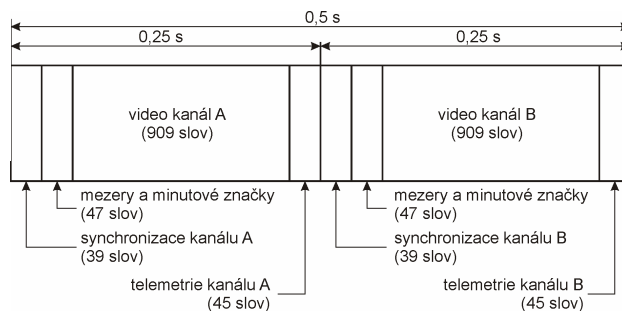 0,5 s
0,25 s
0,25 s
video kanál A
(909 slov)
video kanál B
(909 slov)
mezery a minutové značky
(47 slov)
mezery a minutové značky
(47 slov)
synchronizace kanálu A
(39 slov)
synchronizace kanálu B
(39 slov)
telemetrie kanálu A
(45 slov)
telemetrie kanálu B
(45 slov)